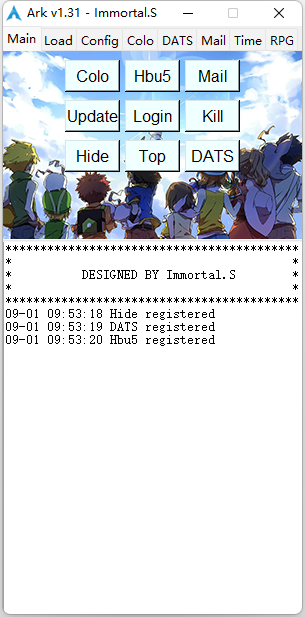 Ark v1.31 - Immortal.S
Main Load Config Colo DATS Mail Time RPG
Colo Hbu5 Mail
Update Login Kill
Hide Top DATS
******************************************
* *
* DESIGNED BY Immortal.S *
* *
******************************************
09-01 09:53:18 Hide registered
09-01 09:53:19 DATS registered
09-01 09:53:20 Hbu5 registered